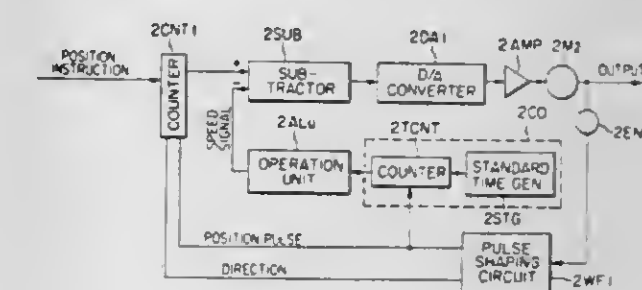 2CNT1
2SUB
2DA1
2AMP
2M2
POSITION
INSTRUCTION
COUNTER
SUB-
TRACTOR
D/A
CONVERTER
OUTPUT
SPEED
SIGNAL
2ALU
2TCNT
2CO
2EN
OPERATION
UNIT
COUNTER
STANDARD
TIME GEN
2STG
POSITION PULSE
DIRECTION
PULSE
SHAPING
CIRCUIT
2WF1